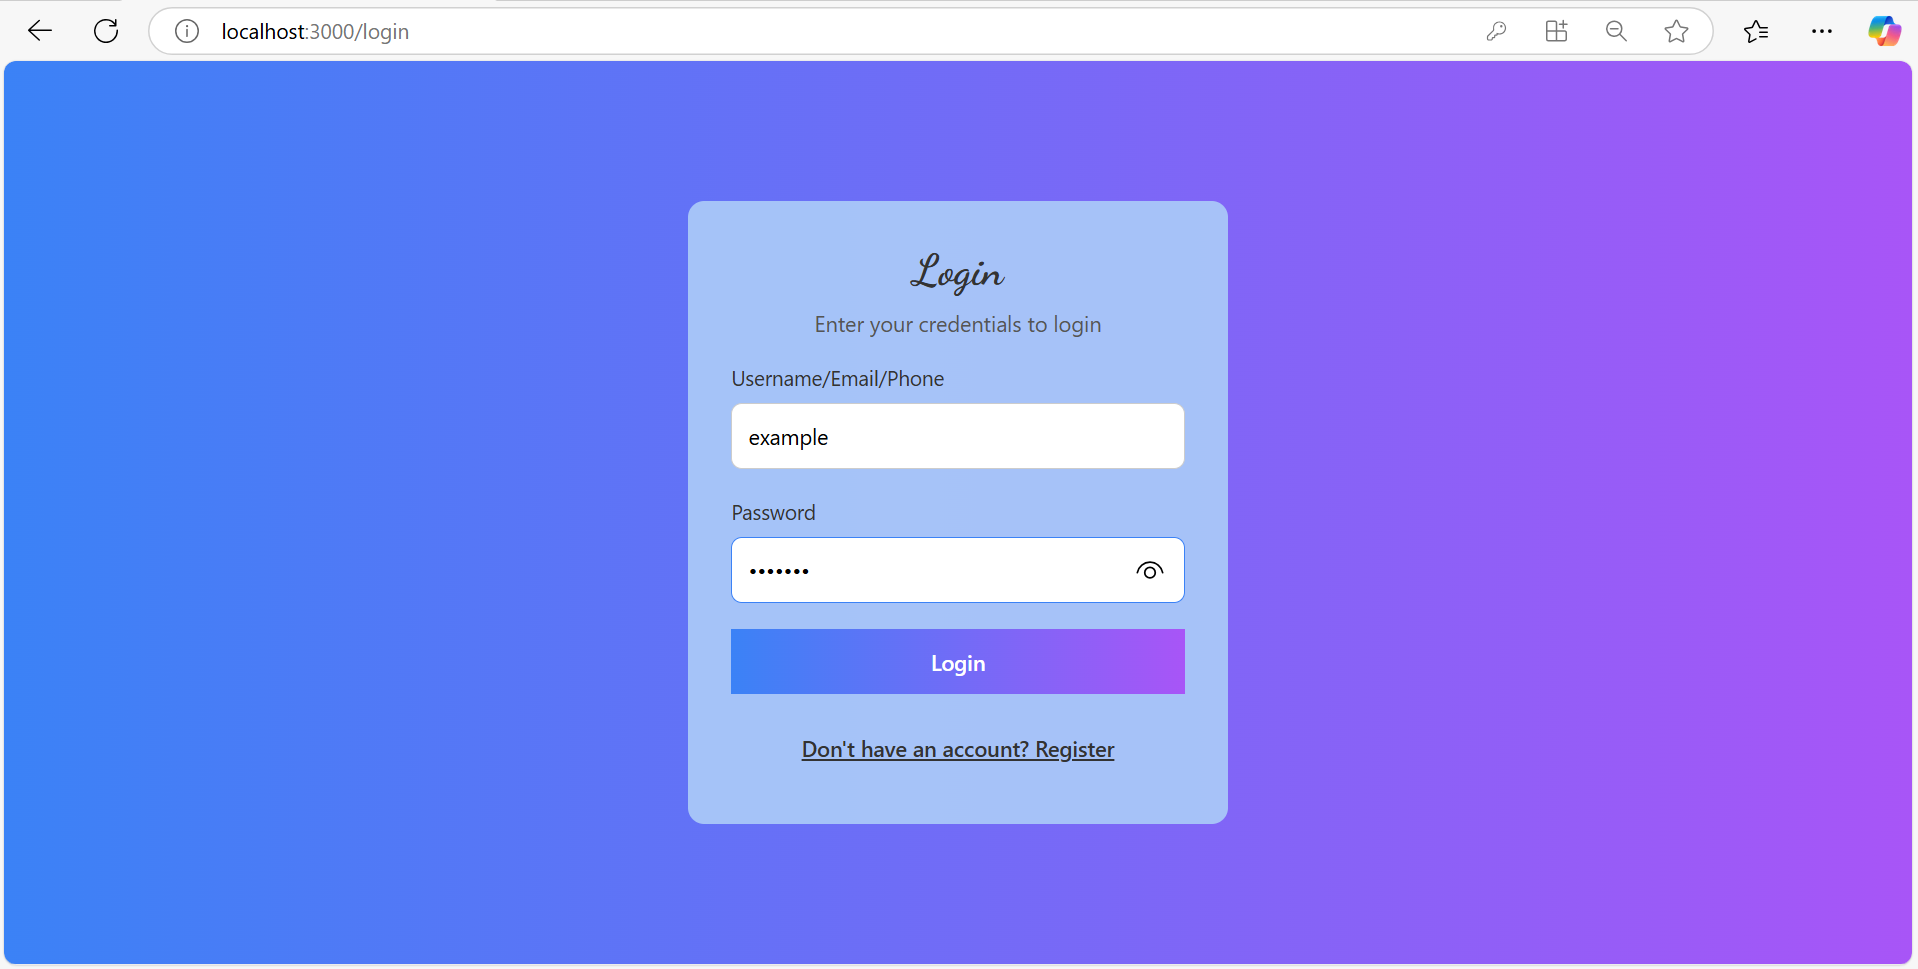 localhost:3000/login
Login
Enter your credentials to login
Username/Email/Phone
example
Password
•••••••
Login
Don't have an account? Register